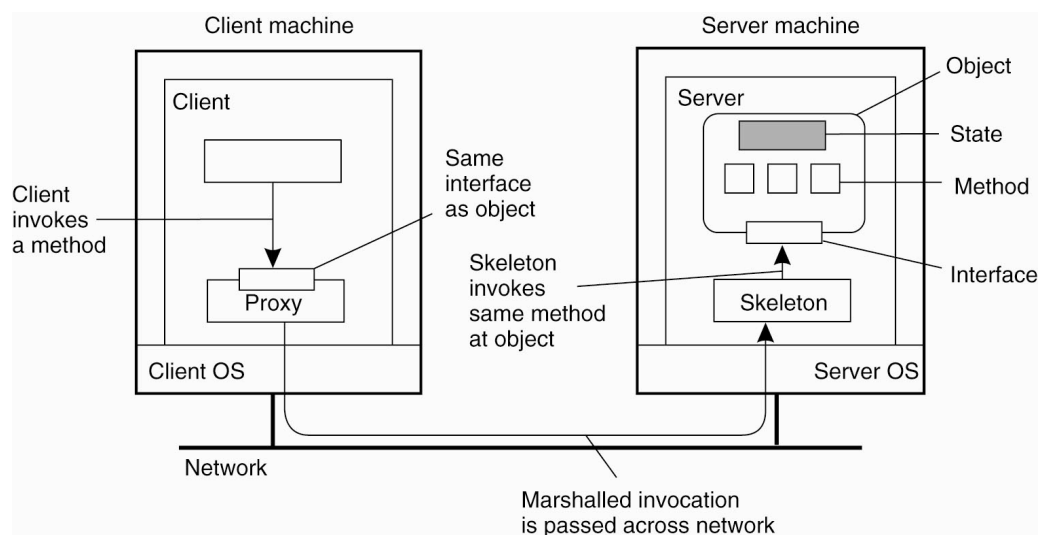 Client machine
Server machine
Object
Client
Server
State
Same
interface
as object
Client
invokes
a method
Method
Skeleton
invokes
same method
at object
Interface
Proxy
Skeleton
Client OS
Server OS
Network
Marshalled invocation
is passed across network